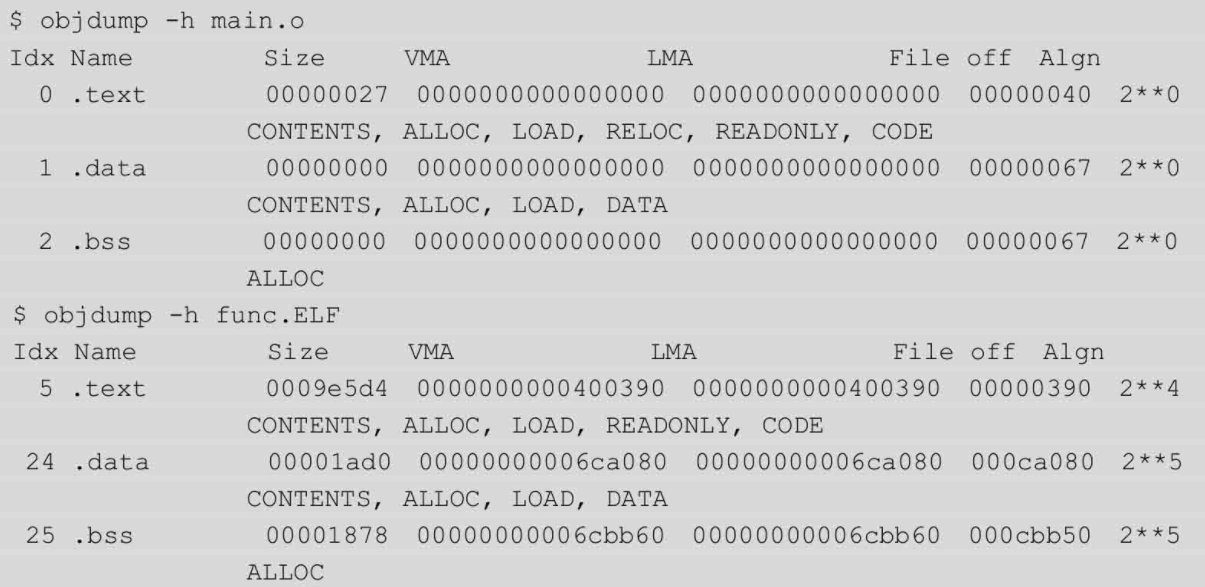 $ objdump -h main.o
Idx Name Size VMA LMA File off Algn
0 .text 00000027 0000000000000000 0000000000000000 00000040 2**0
CONTENTS, ALLOC, LOAD, RELOC, READONLY, CODE
1 .data 00000000 0000000000000000 0000000000000000 00000067 2**0
CONTENTS, ALLOC, LOAD, DATA
2 .bss 00000000 0000000000000000 0000000000000000 00000067 2**0
ALLOC
$ objdump -h func.ELF
Idx Name Size VMA LMA File off Algn
5 .text 0009e5d4 0000000000400390 0000000000400390 00000390 2**4
CONTENTS, ALLOC, LOAD, READONLY, CODE
24 .data 00001ad0 00000000006ca080 00000000006ca080 000ca080 2**5
CONTENTS, ALLOC, LOAD, DATA
25 .bss 00001878 00000000006cbb60 00000000006cbb60 000cbb50 2**5
ALLOC